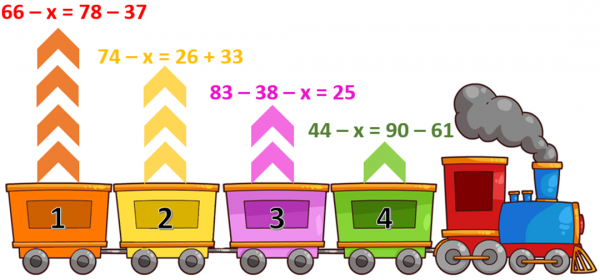 66 – x = 78 – 37
74 – x = 26 + 33
83 – 38 – x = 25
44 – x = 90 – 61
1 2 3 4